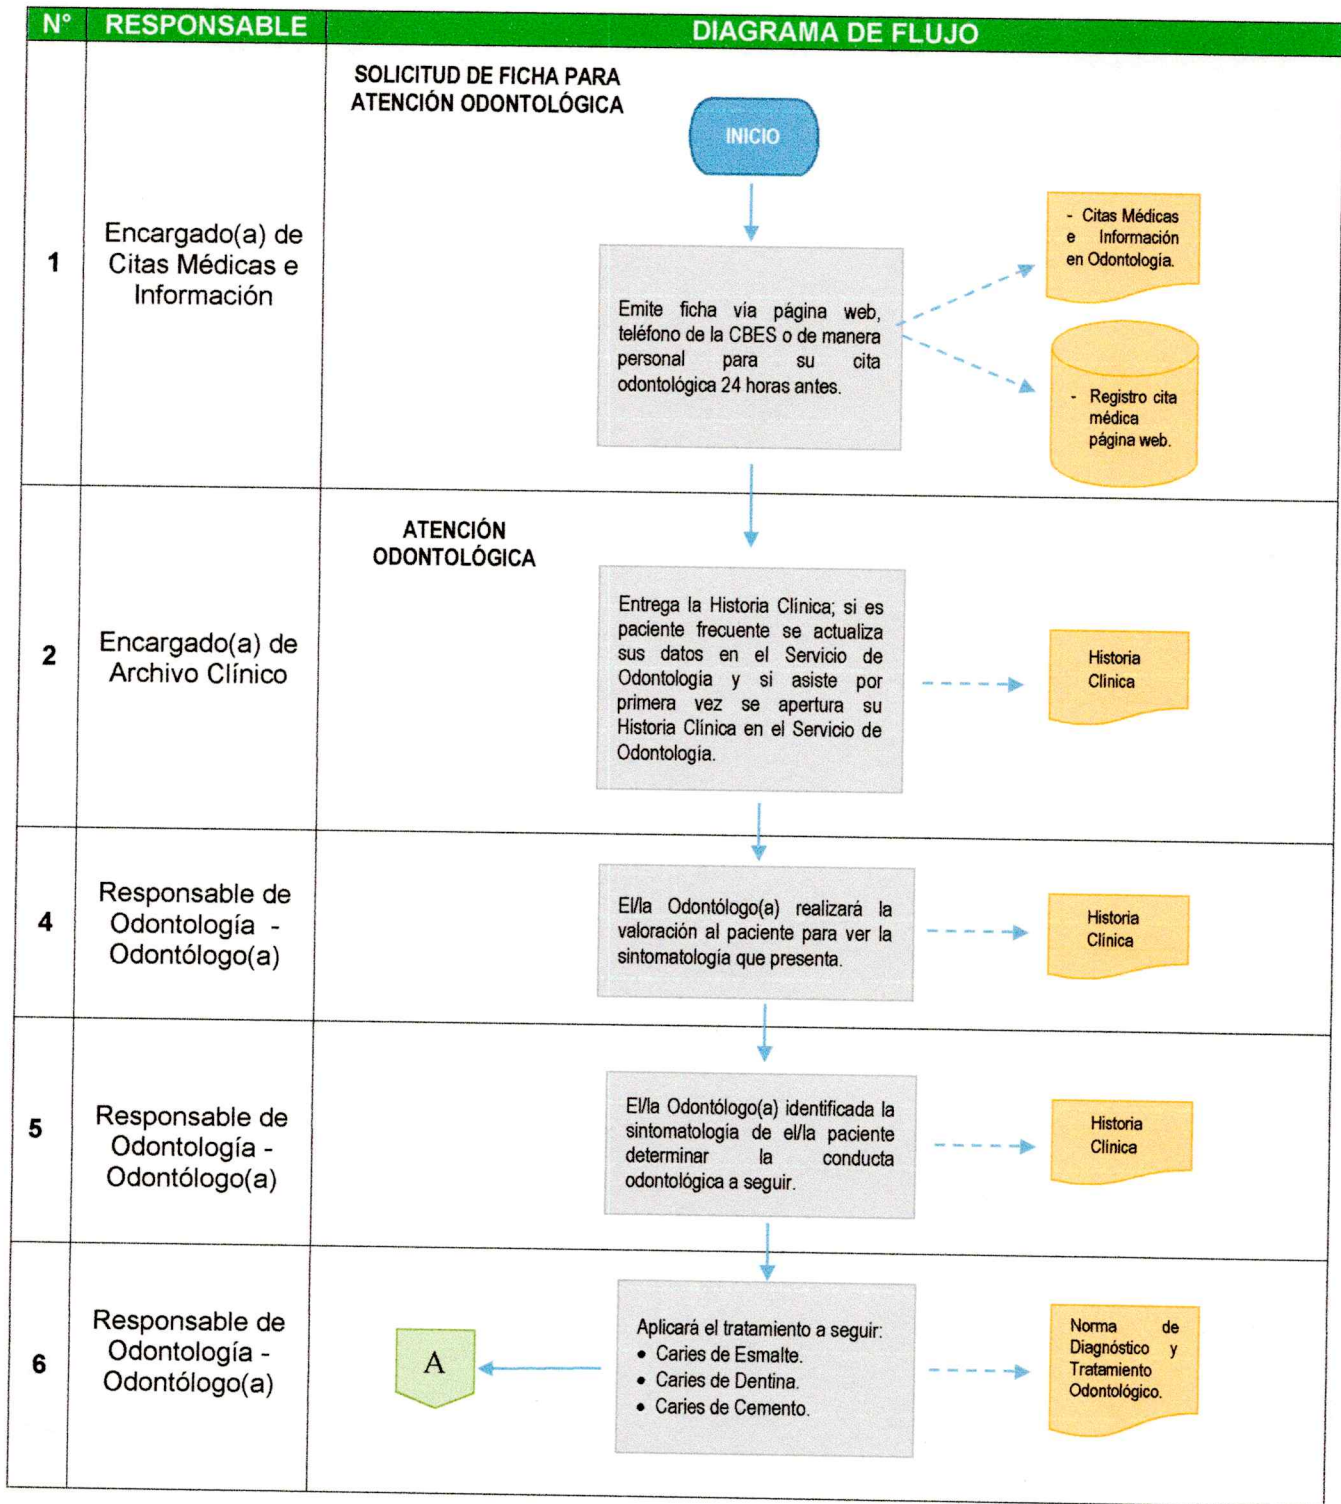 N° RESPONSABLE DIAGRAMA DE FLUJO
SOLICITUD DE FICHA PARA
ATENCIÓN ODONTOLÓGICA
INICIO
1
Encargado(a) de
Citas Médicas e
Información
Emite ficha vía página web,
teléfono de la CBES o de manera
personal para su cita
odontológica 24 horas antes.
- Citas Médicas
e Información
en Odontología.
- Registro cita
médica
página web.
ATENCIÓN
ODONTOLÓGICA
2
Encargado(a) de
Archivo Clínico
Entrega la Historia Clínica; si es
paciente frecuente se actualiza
sus datos en el Servicio de
Odontología y si asiste por
primera vez se apertura su
Historia Clínica en el Servicio de
Odontología.
Historia
Clínica
4
Responsable de
Odontología -
Odontólogo(a)
El/la Odontólogo(a) realizará la
valoración al paciente para ver la
sintomatología que presenta.
Historia
Clínica
5
Responsable de
Odontología -
Odontólogo(a)
El/la Odontólogo(a) identificada la
sintomatología de el/la paciente
determinar la conducta
odontológica a seguir.
Historia
Clínica
6
Responsable de
Odontología -
Odontólogo(a)
A
Aplicará el tratamiento a seguir:
• Caries de Esmalte.
• Caries de Dentina.
• Caries de Cemento.
Norma de
Diagnóstico y
Tratamiento
Odontológico.